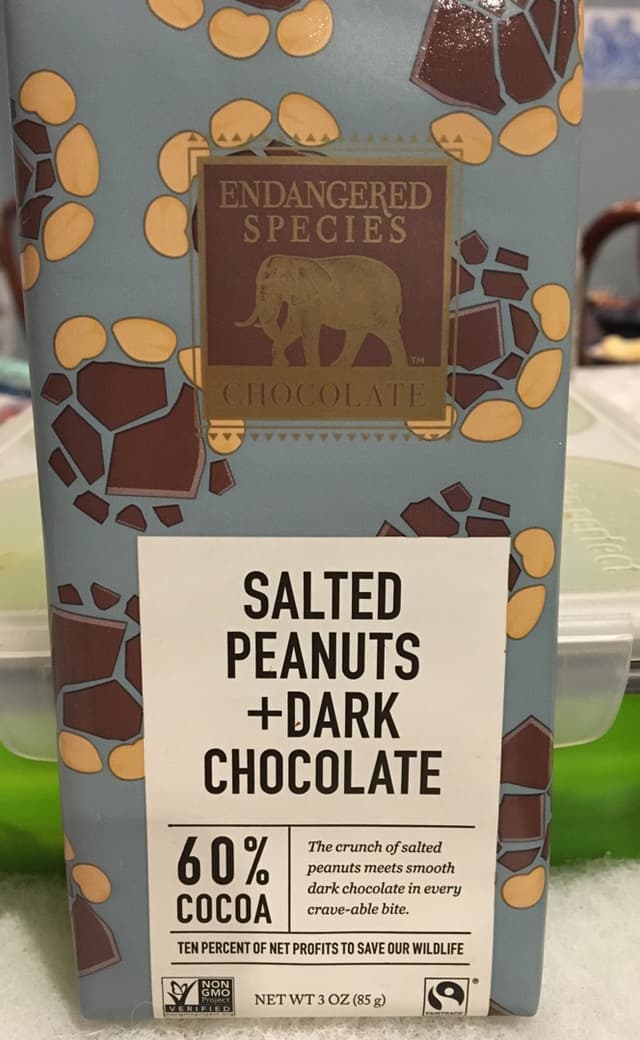 ENDANGERED
SPECIES
TM
CHOCOLATE
SALTED
PEANUTS
+DARK
CHOCOLATE
60%
COCOA
The crunch of salted
peanuts meets smooth
dark chocolate in every
crave-able bite.
TEN PERCENT OF NET PROFITS TO SAVE OUR WILDLIFE
NON
GMO
Project
VERIFIED
NET WT 3 OZ (85 g)
®
FAIRTRADE